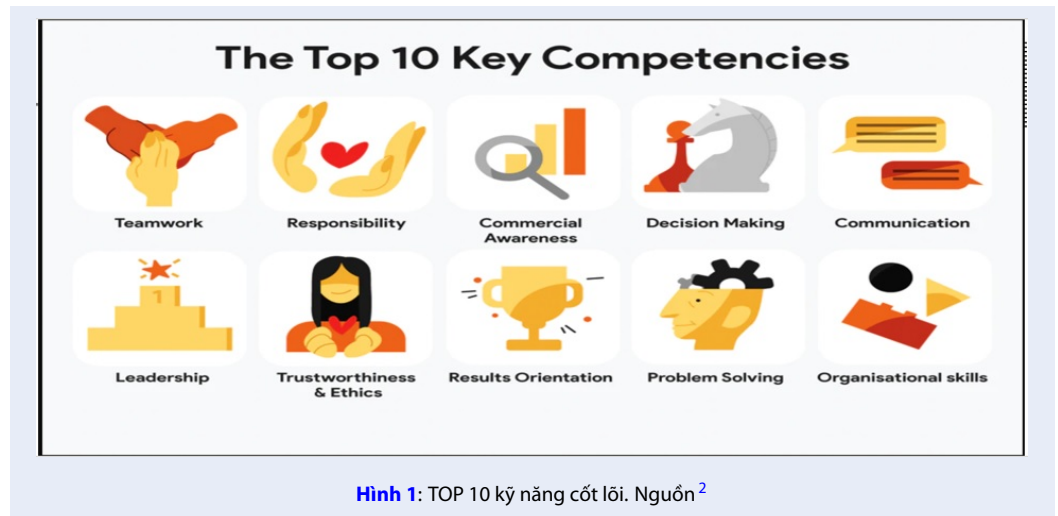 The Top 10 Key Competencies
Teamwork
Responsibility
Commercial
Awareness
Decision Making
Communication
1
Leadership
Trustworthiness
& Ethics
Results Orientation
Problem Solving
Organisational skills
Hình 1: TOP 10 kỹ năng cốt lõi. Nguồn 2